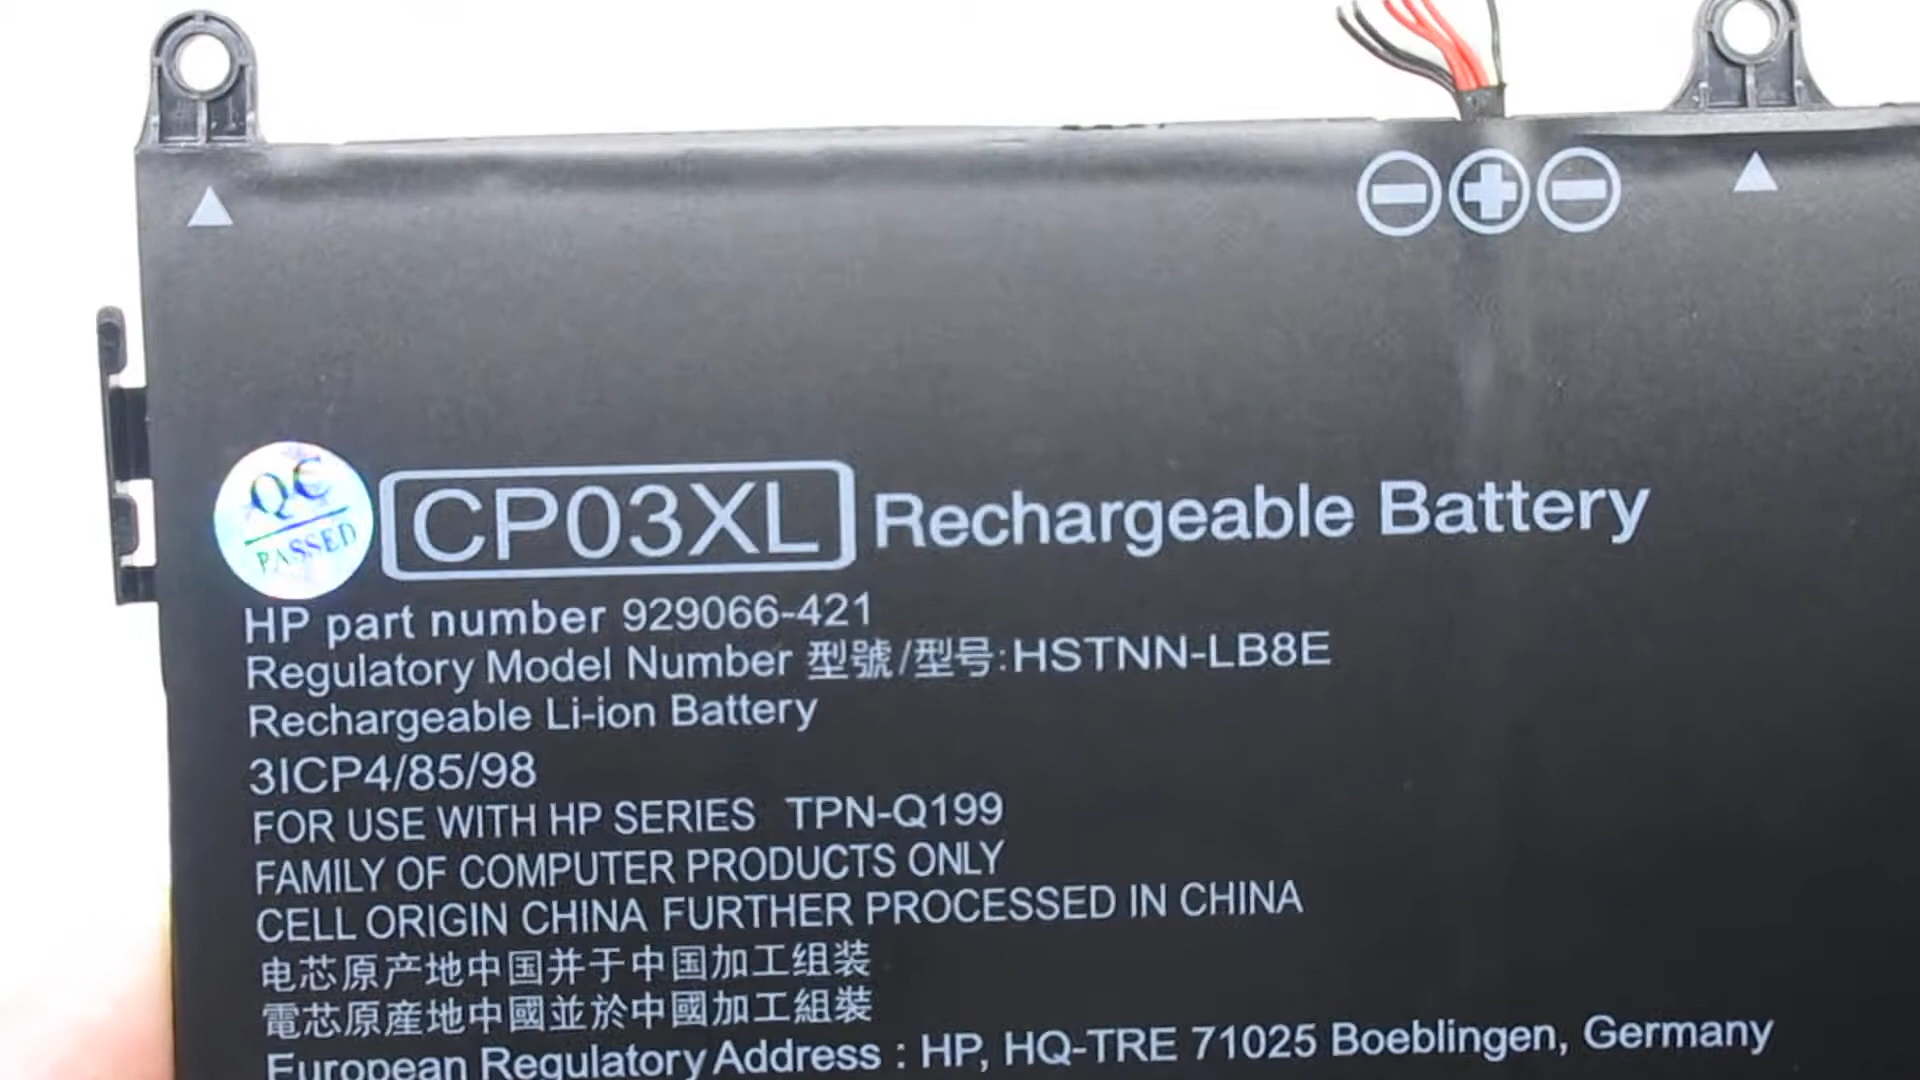 QC
PASSED
CP03XL Rechargeable Battery
HP part number 929066-421
Regulatory Model Number 型號/型号:HSTNN-LB8E
Rechargeable Li-ion Battery
3ICP4/85/98
FOR USE WITH HP SERIES TPN-Q199
FAMILY OF COMPUTER PRODUCTS ONLY
CELL ORIGIN CHINA FURTHER PROCESSED IN CHINA
电芯原产地中国并于中国加工组装
電芯原產地中國並於中國加工組裝
European Regulatory Address : HP, HQ-TRE 71025 Boeblingen, Germany